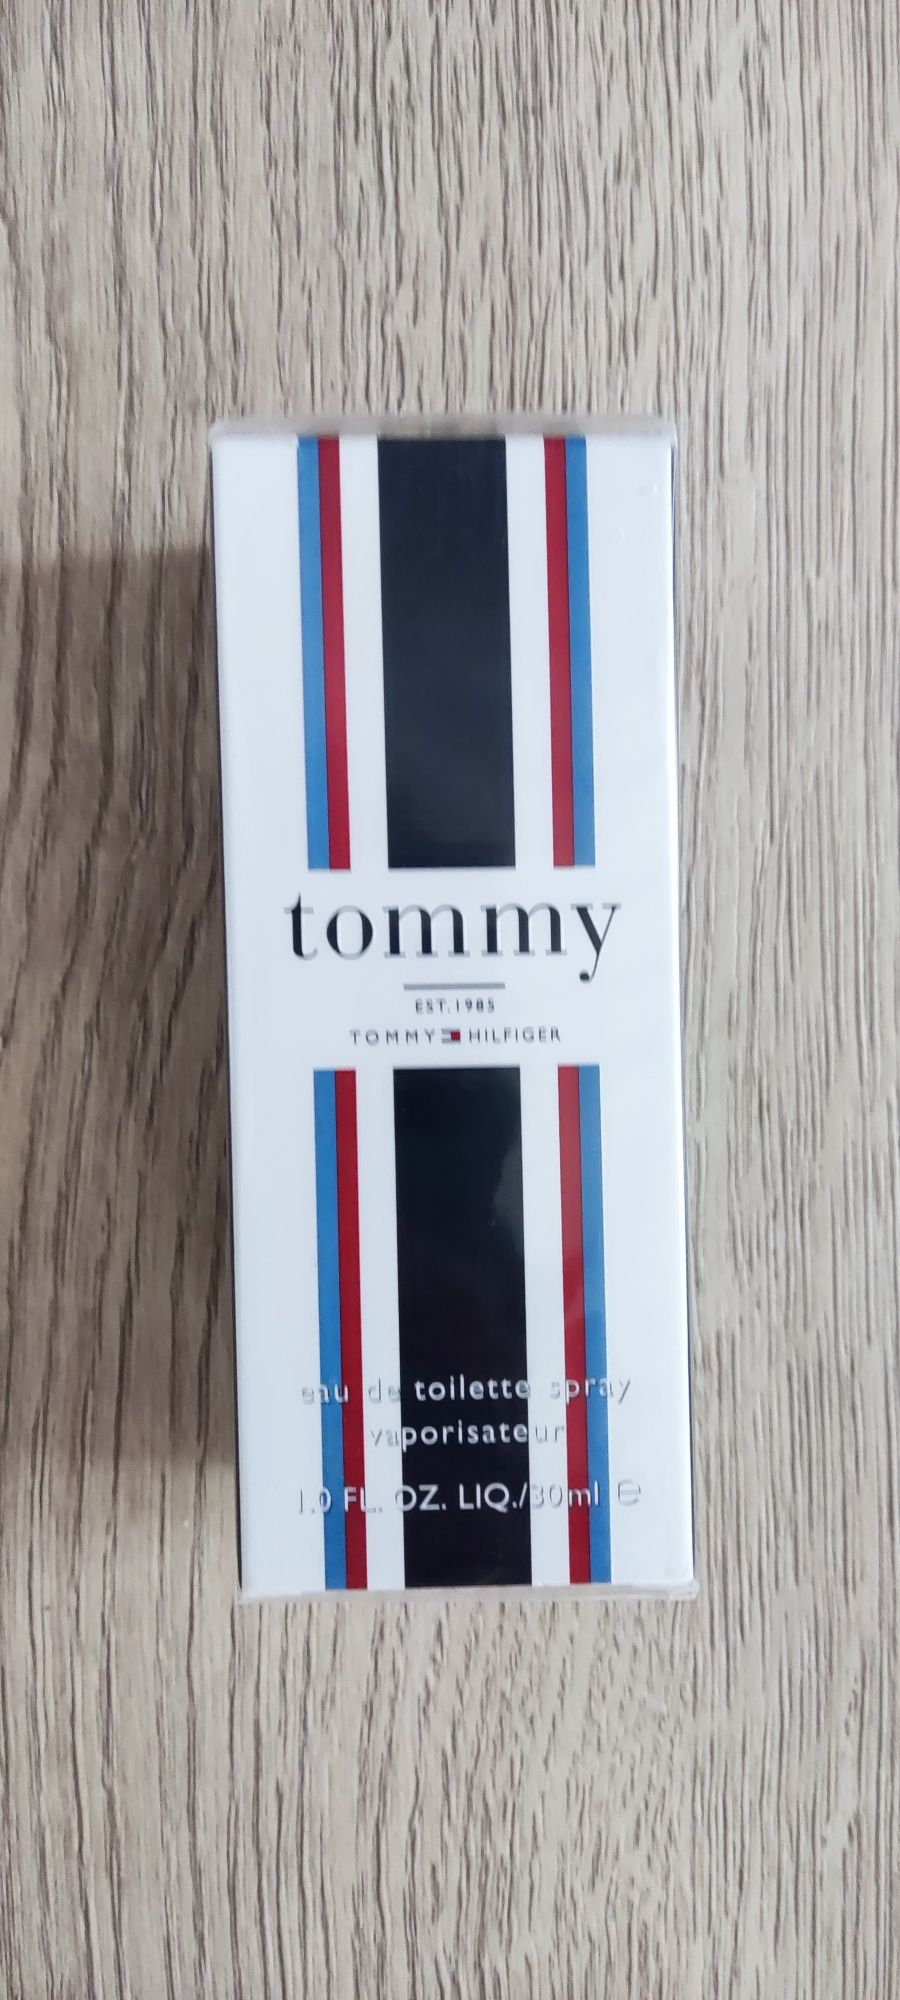 tommy
EST. 1985
TOMMY HILFIGER
eau de toilette spray
vaporisateur
1.0 FL. OZ. LIQ./30ml ℮